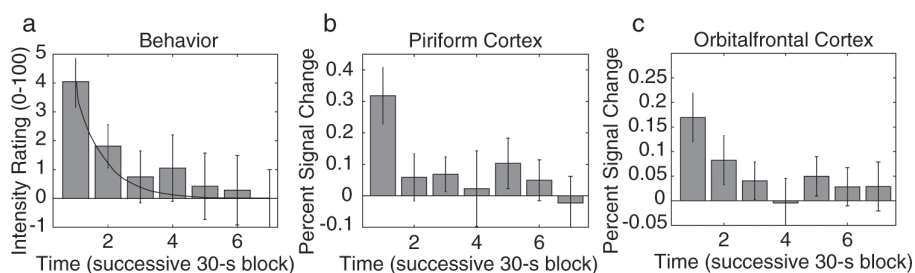 a
Behavior
Intensity Rating (0-100)
5
4
3
2
1
0
-1
2
4
6
Time (successive 30-s block)
b
Piriform Cortex
Percent Signal Change
0.4
0.3
0.2
0.1
0
-0.1
2
4
6
Time (successive 30-s block)
c
Orbitalfrontal Cortex
Percent Signal Change
0.25
0.2
0.15
0.1
0.05
0
-0.05
2
4
6
Time (successive 30-s block)